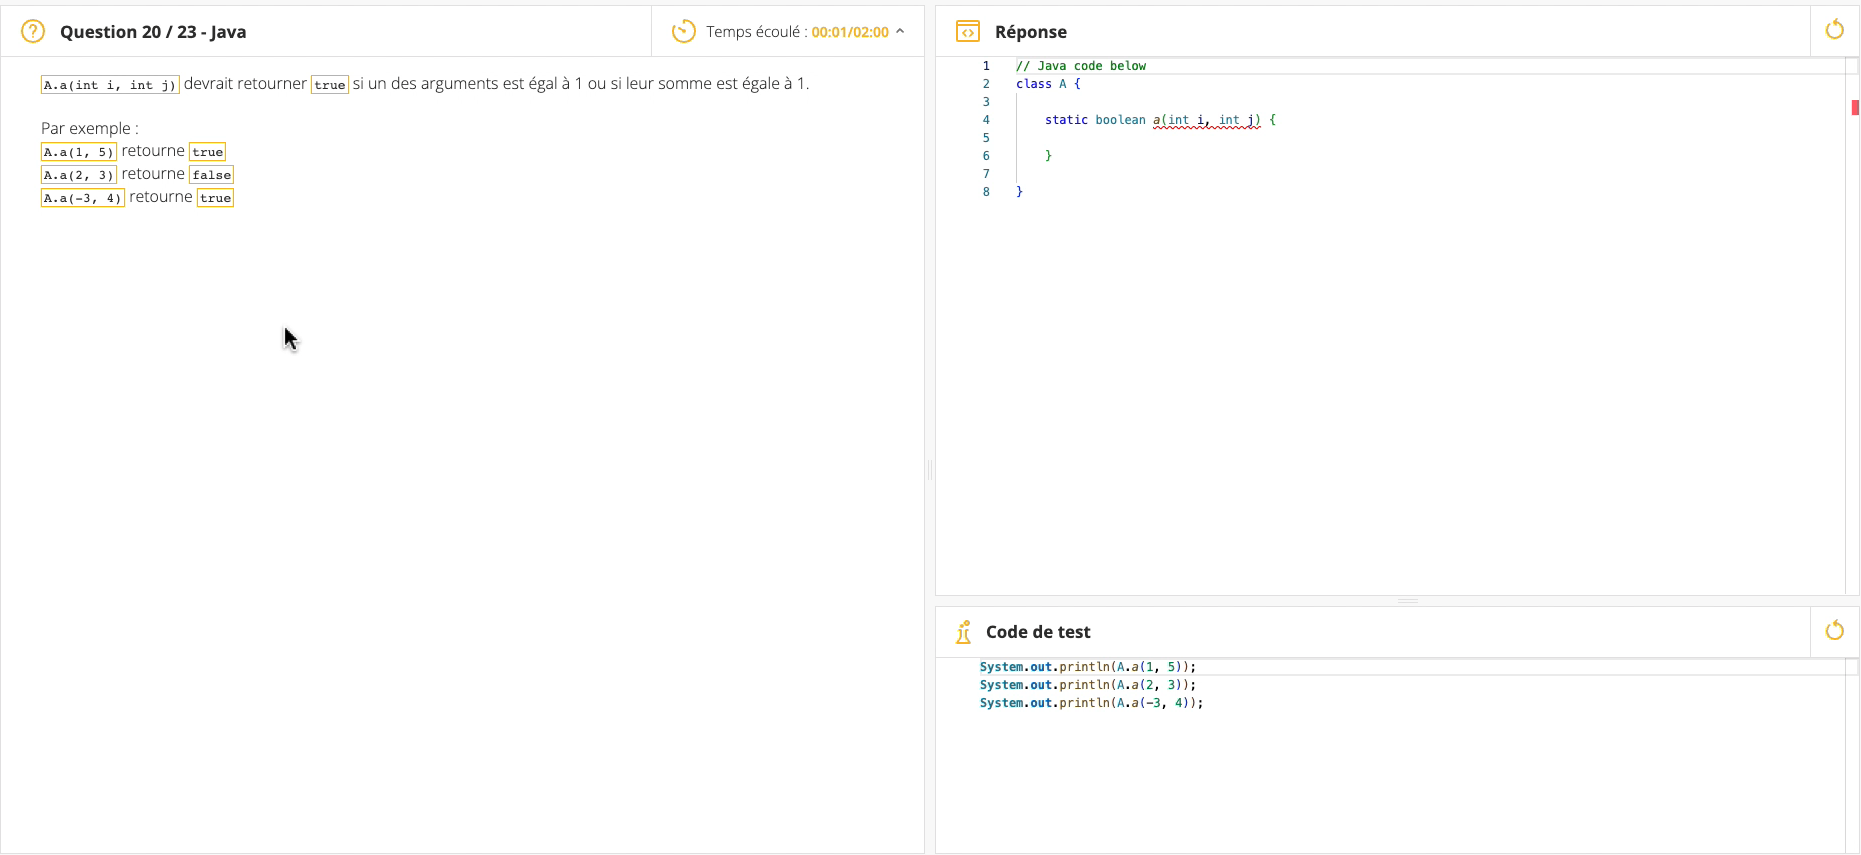 Question 20 / 23 - Java
Temps écoulé : 00:01/02:00
A.a(int i, int j) devrait retourner true si un des arguments est égal à 1 ou si leur somme est égale à 1.
Par exemple :
A.a(1, 5) retourne true
A.a(2, 3) retourne false
A.a(-3, 4) retourne true
Réponse
1 // Java code below
2 class A {
3
4 static boolean a(int i, int j) {
5
6 }
7
8 }
Code de test
System.out.println(A.a(1, 5));
System.out.println(A.a(2, 3));
System.out.println(A.a(-3, 4));